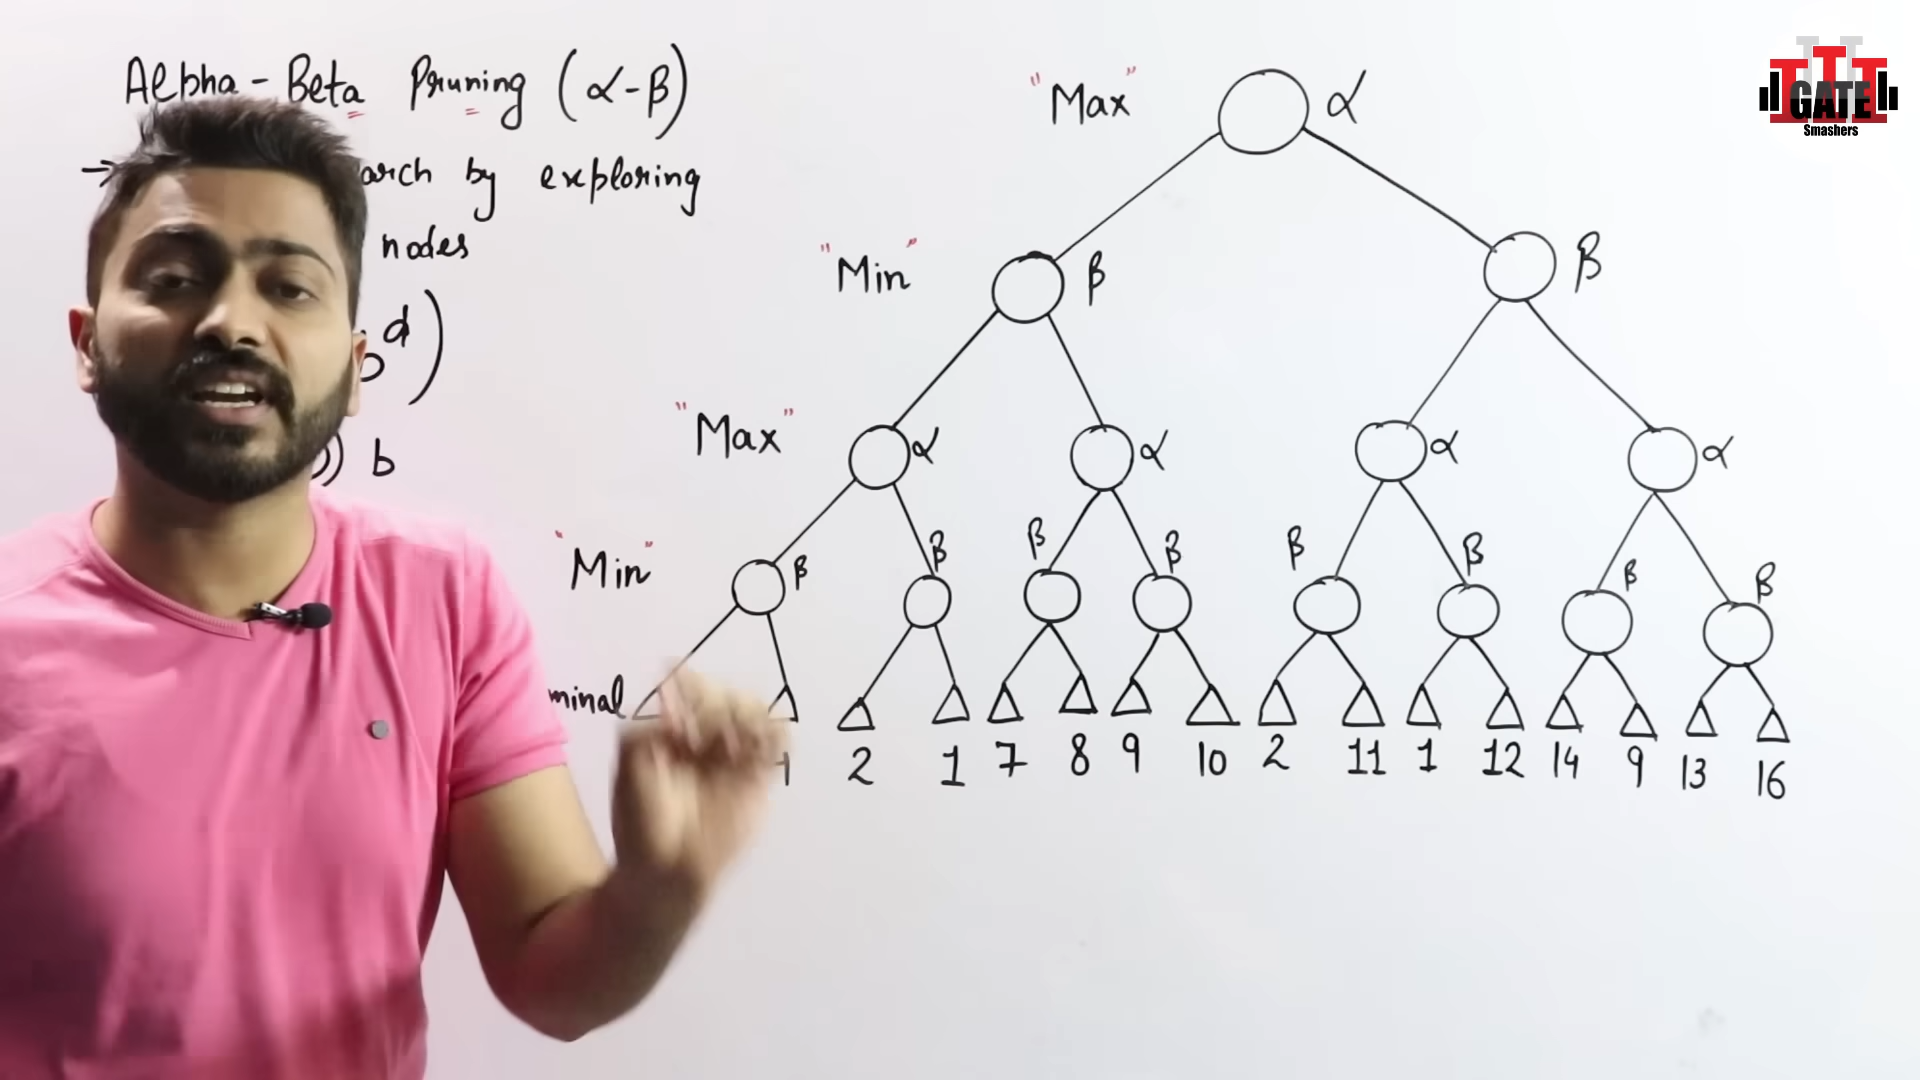 Alpha-Beta Pruning (α-β)
→ arch by exploring
nodes
d)
) b
"Max" α
"Min" β β
"Max" α α α α
"Min" β β β β β β β β
minal
2 1 7 8 9 10 2 11 1 12 14 9 13 16
GATE
Smashers